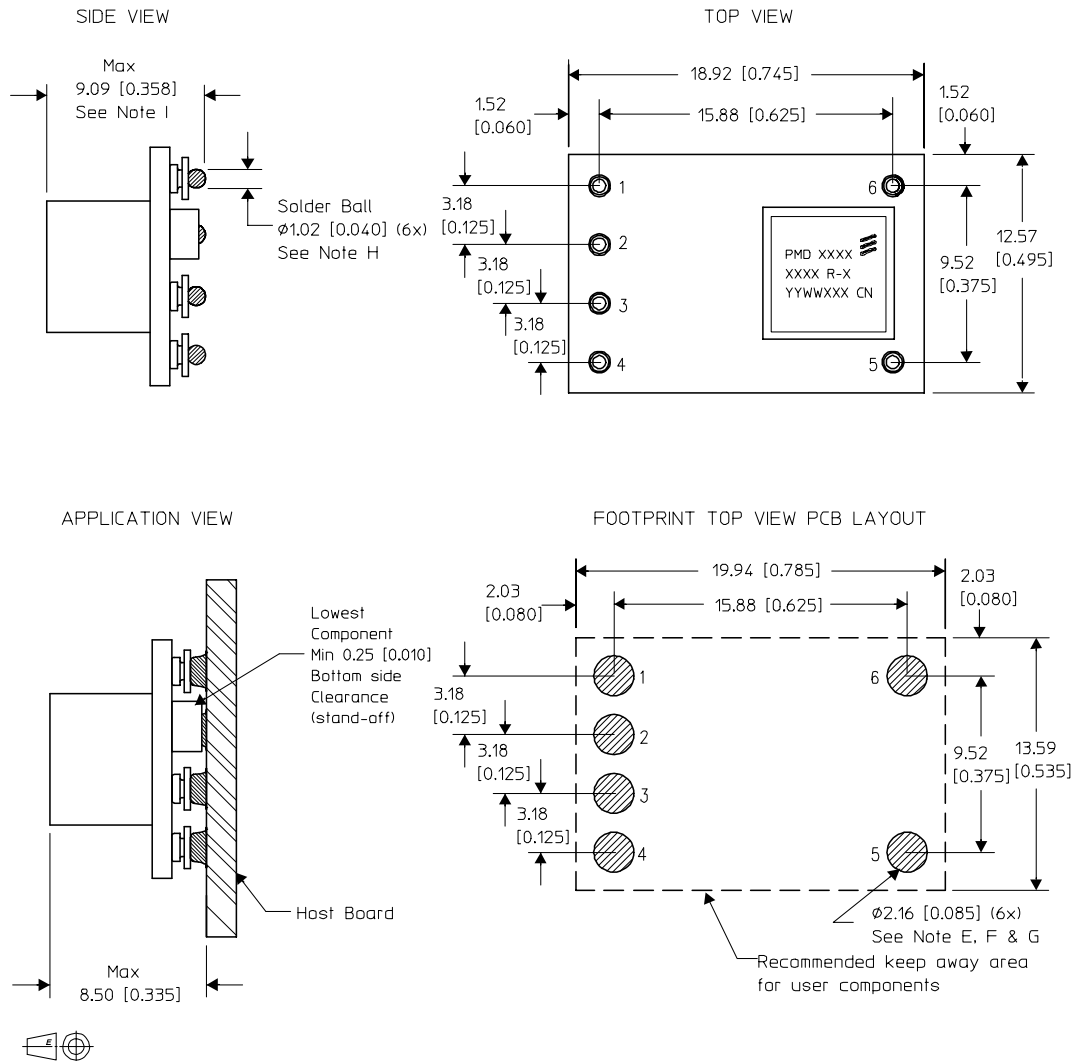 SIDE VIEW
TOP VIEW
Max
9.09 [0.358]
See Note I
Solder Ball
ø1.02 [0.040] (6x)
See Note H
18.92 [0.745]
15.88 [0.625]
1.52
[0.060]
1.52
[0.060]
3.18
[0.125]
3.18
[0.125]
3.18
[0.125]
1
2
3
4
6
5
PMD XXXX
XXXX R-X
YYWWXXX CN
9.52
[0.375]
12.57
[0.495]
APPLICATION VIEW
FOOTPRINT TOP VIEW PCB LAYOUT
Lowest
Component
Min 0.25 [0.010]
Bottom side
Clearance
(stand-off)
Host Board
Max
8.50 [0.335]
19.94 [0.785]
15.88 [0.625]
2.03
[0.080]
2.03
[0.080]
3.18
[0.125]
3.18
[0.125]
3.18
[0.125]
1
2
3
4
6
5
9.52
[0.375]
13.59
[0.535]
ø2.16 [0.085] (6x)
See Note E, F & G
Recommended keep away area
for user components
E